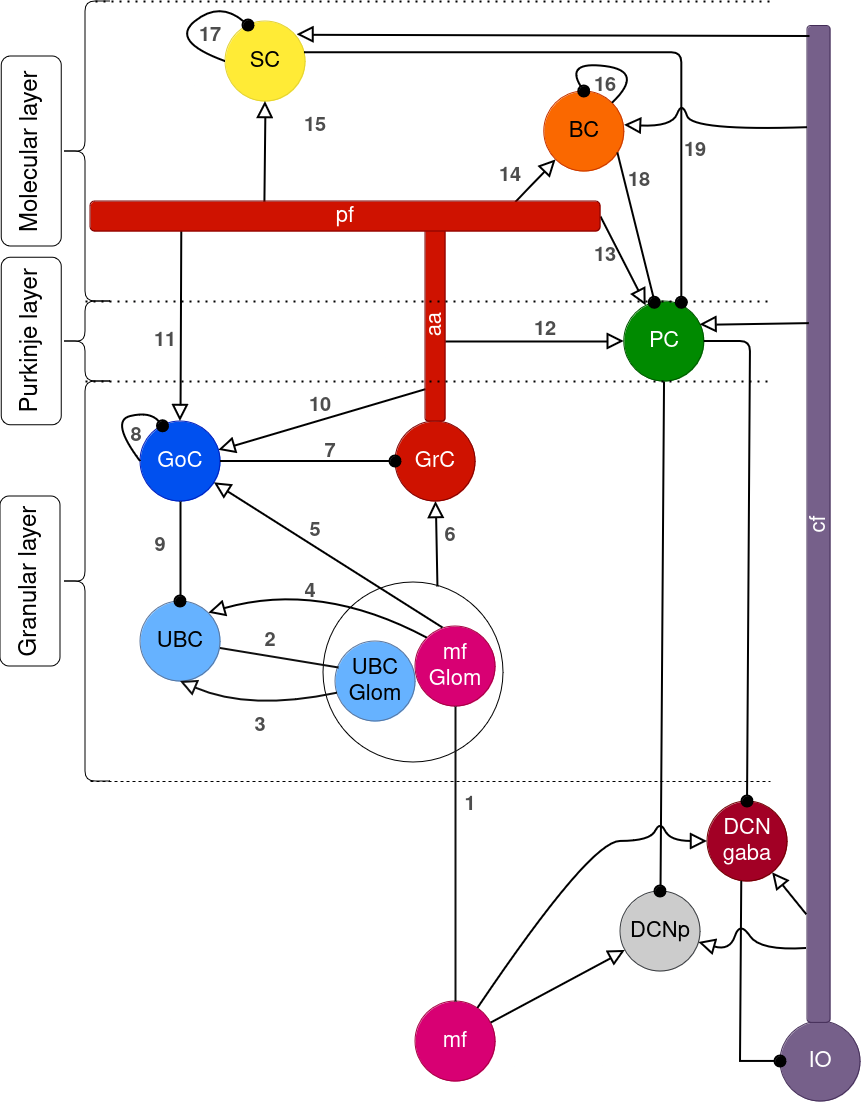 17
SC
16
BC
15
19
14
18
Molecular layer
pf
13
Purkinje layer
aa
12
PC
11
10
8
GoC
7
GrC
cf
Granular layer
5
6
9
4
UBC
2
mf
Glom
UBC
Glom
3
1
DCN
gaba
DCNp
mf
IO